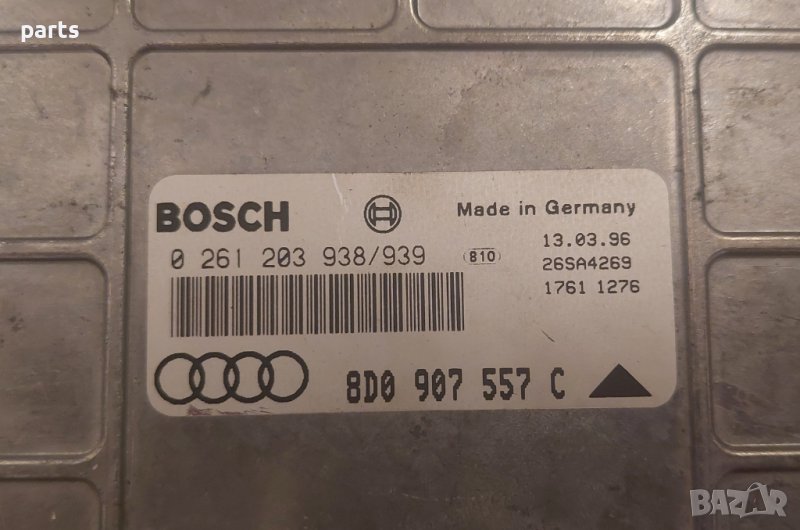 parts
BOSCH
Made in Germany
0 261 203 938/939
810
13.03.96
26SA4269
1761 1276
8D0 907 557 C
BAZAR